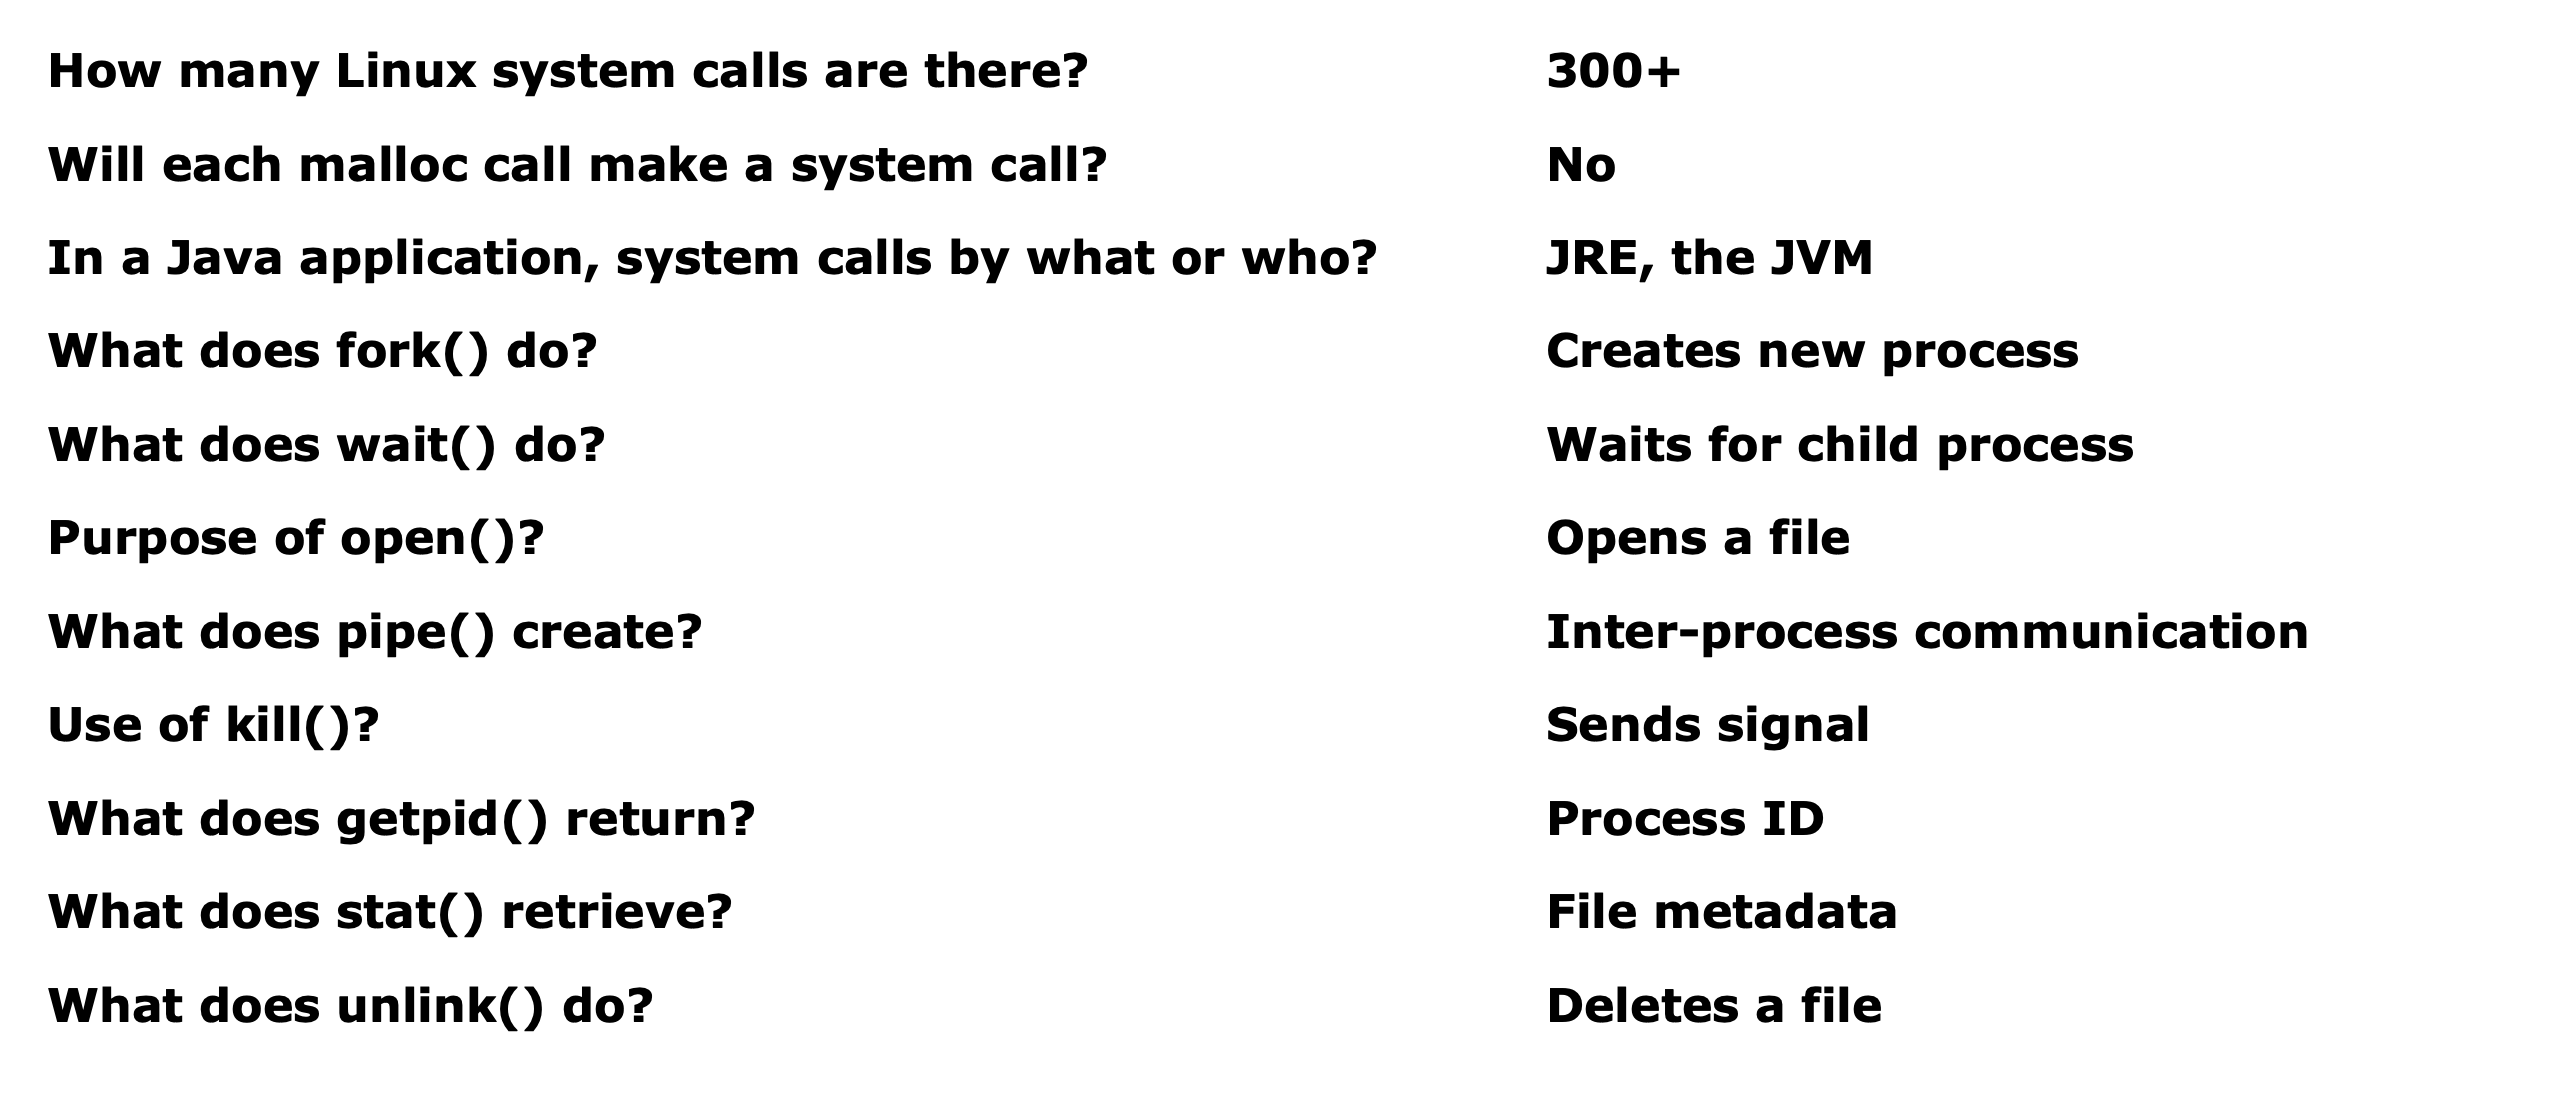 How many Linux system calls are there? 300+
Will each malloc call make a system call? No
In a Java application, system calls by what or who? JRE, the JVM
What does fork() do? Creates new process
What does wait() do? Waits for child process
Purpose of open()? Opens a file
What does pipe() create? Inter-process communication
Use of kill()? Sends signal
What does getpid() return? Process ID
What does stat() retrieve? File metadata
What does unlink() do? Deletes a file